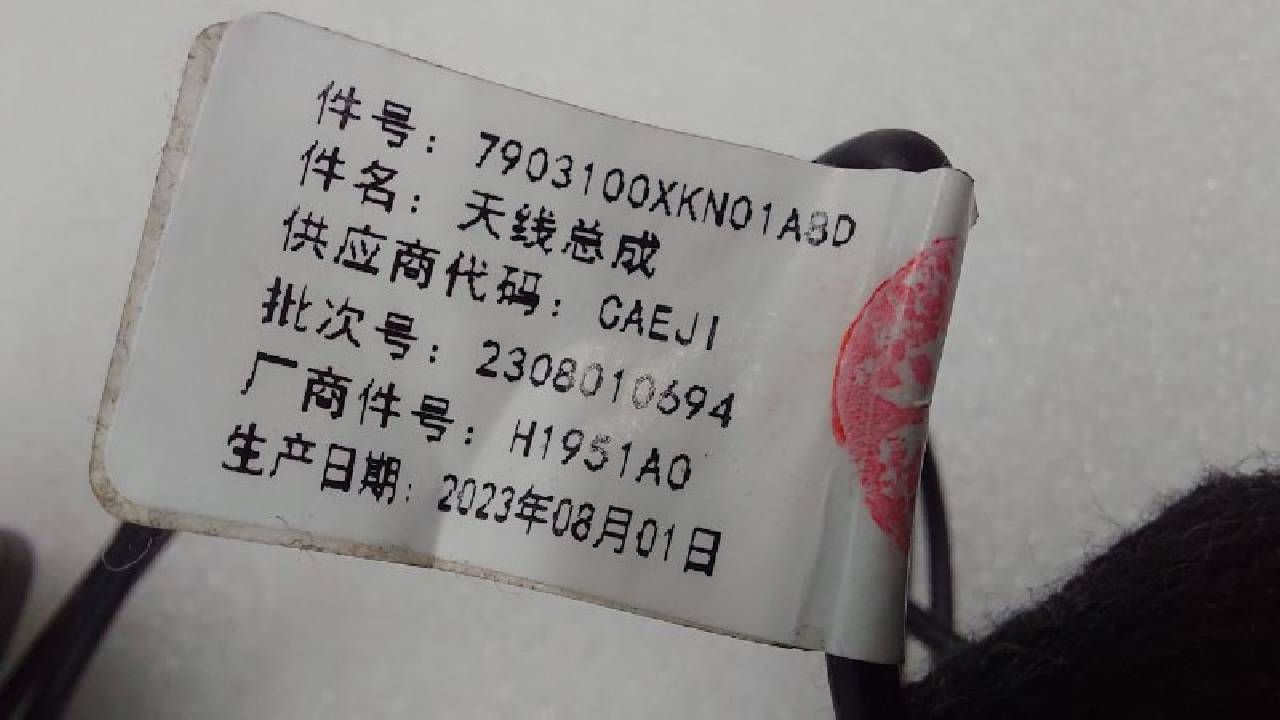 件号：7903100XKN01A8D
件名：天线总成
供应商代码：CAEJI
批次号：2308010694
厂商件号：H1951A0
生产日期：2023年08月01日